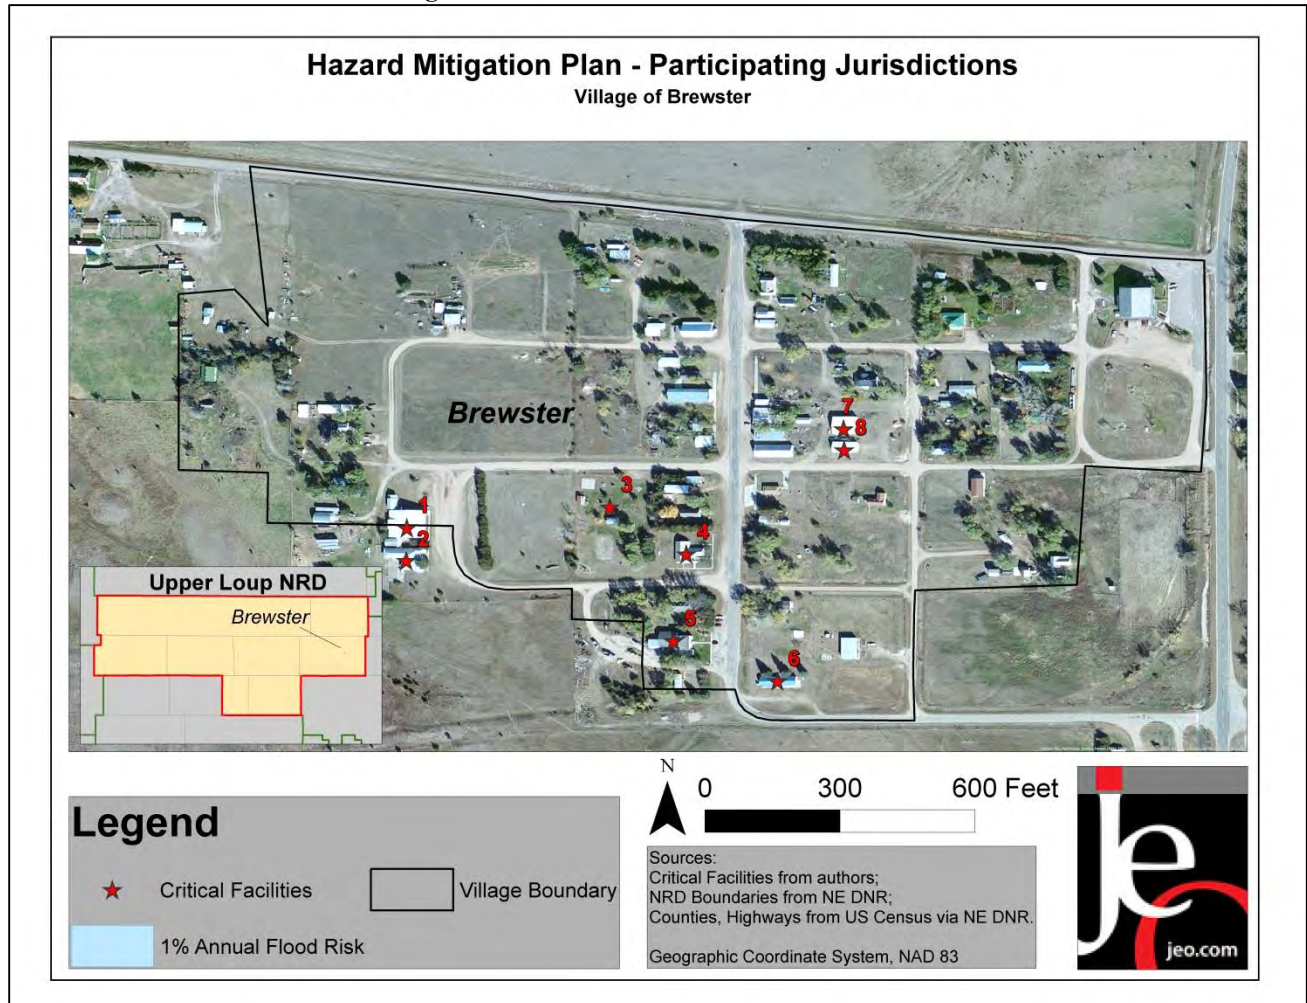 Hazard Mitigation Plan - Participating Jurisdictions
Village of Brewster
Brewster
7
8
3
1
4
2
5
6
Upper Loup NRD
Brewster
Legend
Critical Facilities
Village Boundary
1% Annual Flood Risk
N
0 300 600 Feet
Sources:
Critical Facilities from authors;
NRD Boundaries from NE DNR;
Counties, Highways from US Census via NE DNR.
Geographic Coordinate System, NAD 83
jeo
jeo.com